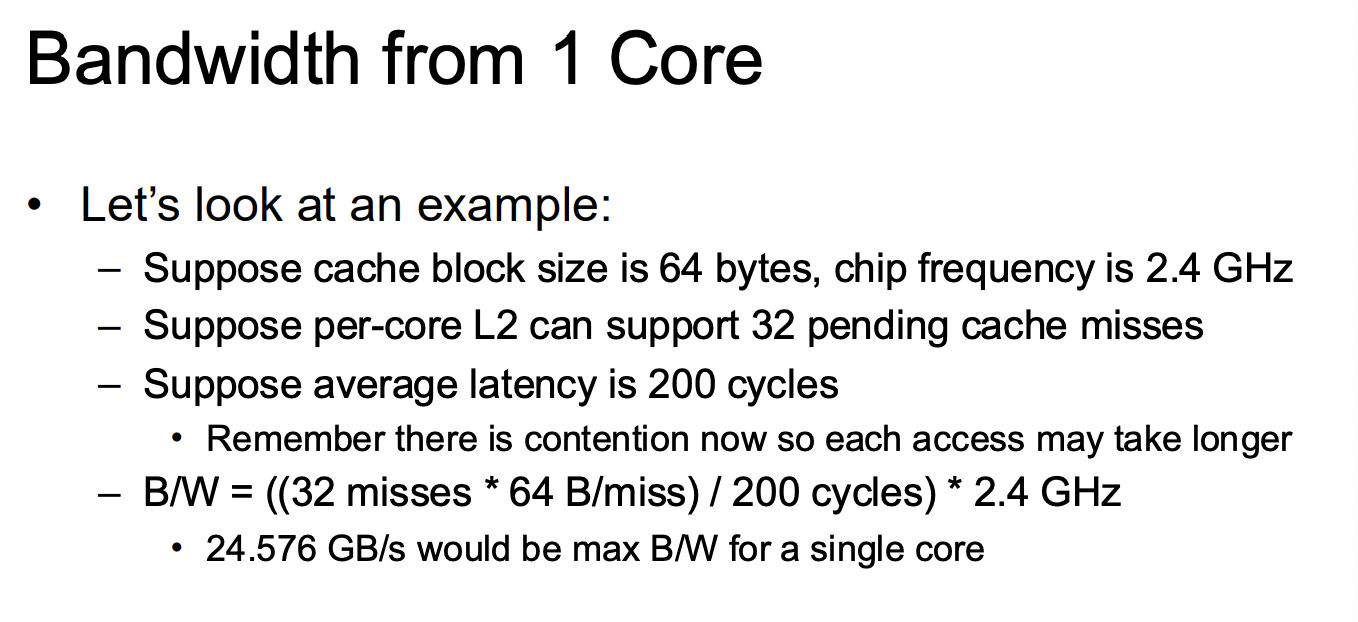 Bandwidth from 1 Core
• Let’s look at an example:
– Suppose cache block size is 64 bytes, chip frequency is 2.4 GHz
– Suppose per-core L2 can support 32 pending cache misses
– Suppose average latency is 200 cycles
• Remember there is contention now so each access may take longer
– B/W = ((32 misses * 64 B/miss) / 200 cycles) * 2.4 GHz
• 24.576 GB/s would be max B/W for a single core